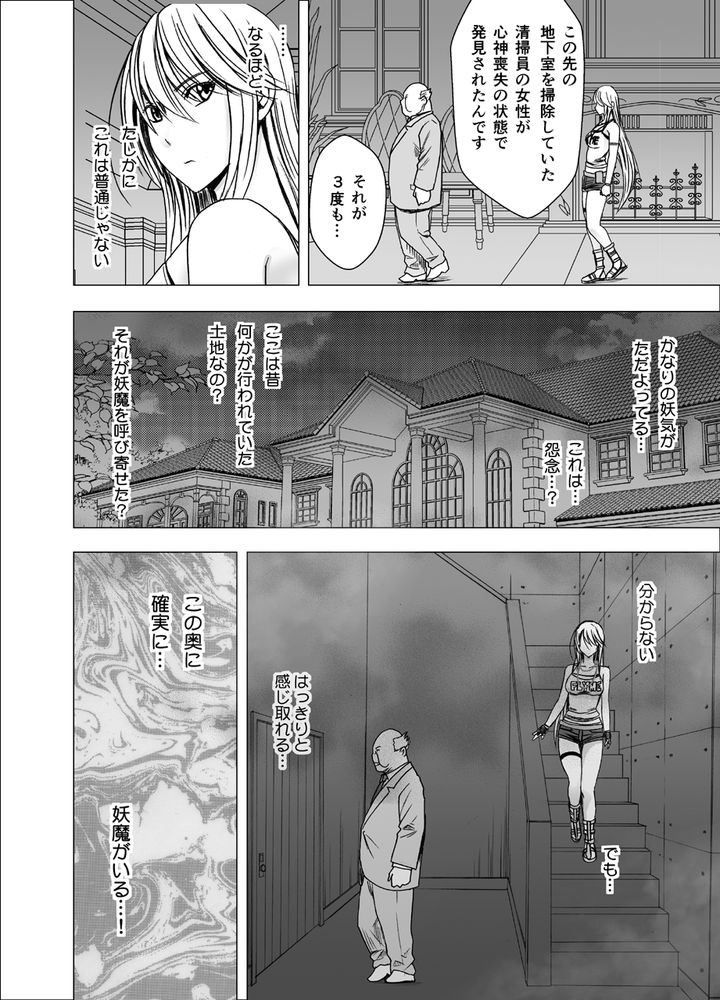 この先の
地下室を掃除していた
清掃員の女性が
心神喪失の状態で
発見されたんです
それが
３度も…
……
なるほど、
たしかに
これは普通じゃない
かなりの妖気が
ただよってる…
これは…
怨念…？
ここは昔
何かが行われていた
土地なの？
それが妖魔を呼び寄せた？
分からない
でも…
はっきりと
感じ取れる…
この奥に
確実に…
妖魔がいる…！